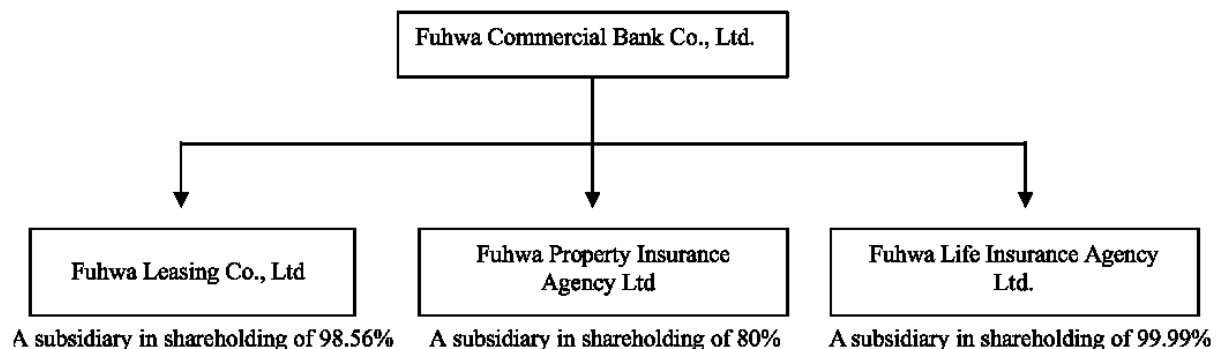 Fuhwa Commercial Bank Co., Ltd.
Fuhwa Leasing Co., Ltd
Fuhwa Property Insurance
Agency Ltd
Fuhwa Life Insurance Agency
Ltd.
A subsidiary in shareholding of 98.56%
A subsidiary in shareholding of 80%
A subsidiary in shareholding of 99.99%